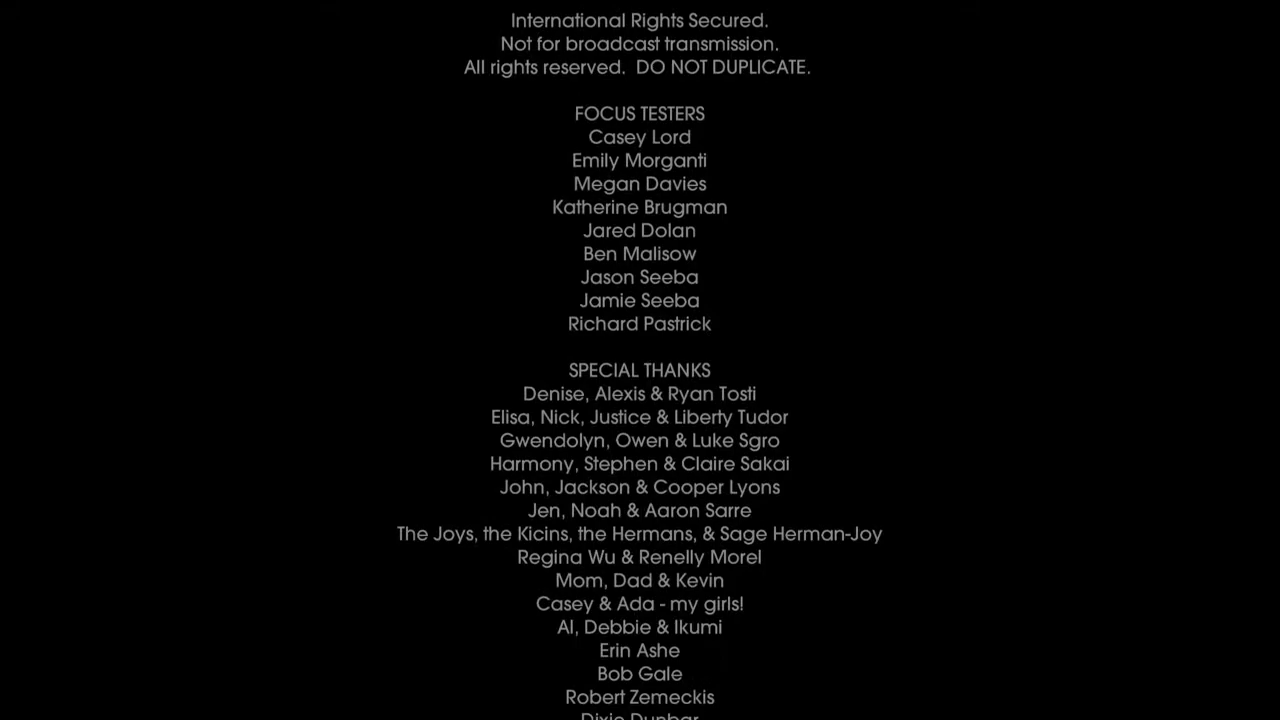 International Rights Secured.
Not for broadcast transmission.
All rights reserved.  DO NOT DUPLICATE.
FOCUS TESTERS
Casey Lord
Emily Morganti
Megan Davies
Katherine Brugman
Jared Dolan
Ben Malisow
Jason Seeba
Jamie Seeba
Richard Pastrick
SPECIAL THANKS
Denise, Alexis & Ryan Tosti
Elisa, Nick, Justice & Liberty Tudor
Gwendolyn, Owen & Luke Sgro
Harmony, Stephen & Claire Sakai
John, Jackson & Cooper Lyons
Jen, Noah & Aaron Sarre
The Joys, the Kicins, the Hermans, & Sage Herman-Joy
Regina Wu & Renelly Morel
Mom, Dad & Kevin
Casey & Ada - my girls!
Al, Debbie & Ikumi
Erin Ashe
Bob Gale
Robert Zemeckis
Dixie Dunbar